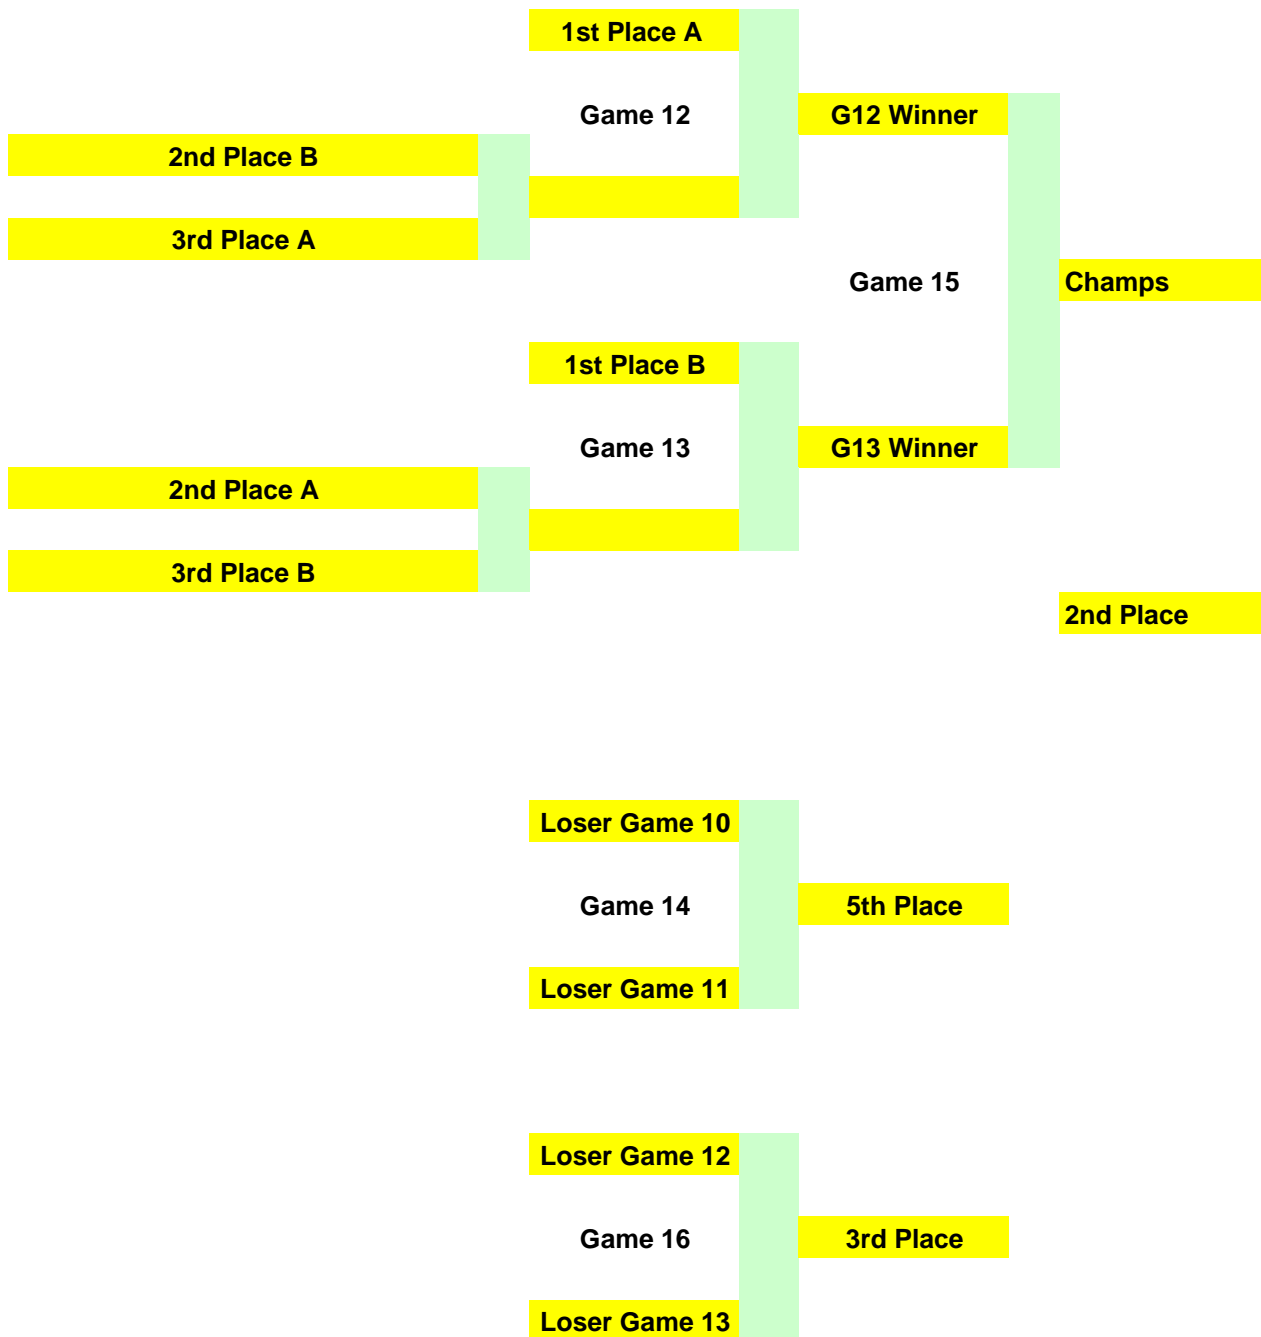 1st Place A
Game 12
G12 Winner
2nd Place B
3rd Place A
Game 15
Champs
1st Place B
Game 13
G13 Winner
2nd Place A
3rd Place B
2nd Place
Loser Game 10
Game 14
5th Place
Loser Game 11
Loser Game 12
Game 16
3rd Place
Loser Game 13